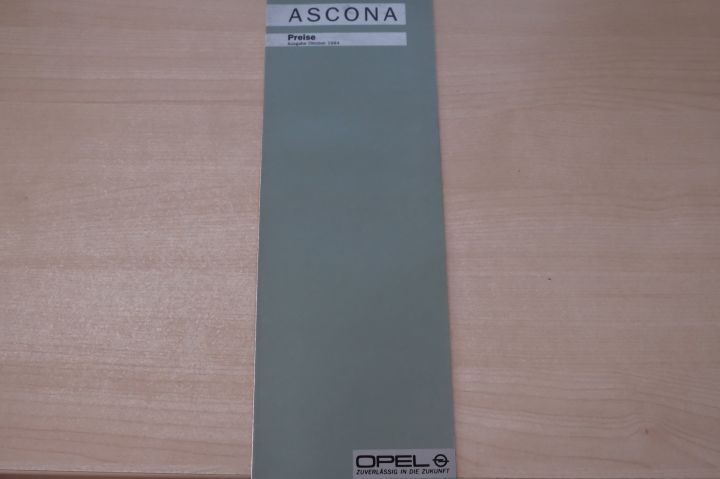 ASCONA
Preise
Ausgabe Oktober 1984
OPEL
ZUVERLÄSSIG IN DIE ZUKUNFT